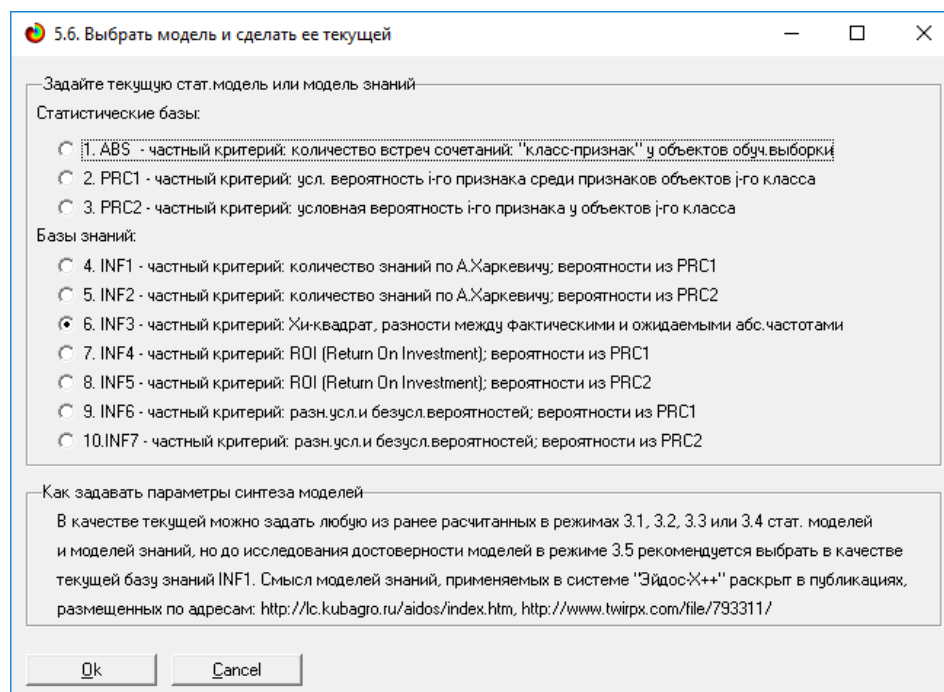 5.6. Выбрать модель и сделать ее текущей
Задайте текущую стат.модель или модель знаний
Статистические базы:
1. ABS - частный критерий: количество встреч сочетаний: "класс-признак" у объектов обуч.выборки
2. PRC1 - частный критерий: усл. вероятность i-го признака среди признаков объектов j-го класса
3. PRC2 - частный критерий: условная вероятность i-го признака у объектов j-го класса
Базы знаний:
4. INF1 - частный критерий: количество знаний по А.Харкевичу; вероятности из PRC1
5. INF2 - частный критерий: количество знаний по А.Харкевичу; вероятности из PRC2
6. INF3 - частный критерий: Хи-квадрат, разности между фактическими и ожидаемыми абс.частотами
7. INF4 - частный критерий: ROI (Return On Investment); вероятности из PRC1
8. INF5 - частный критерий: ROI (Return On Investment); вероятности из PRC2
9. INF6 - частный критерий: разн.усл.и безусл.вероятностей; вероятности из PRC1
10.INF7 - частный критерий: разн.усл.и безусл.вероятностей; вероятности из PRC2
Как задавать параметры синтеза моделей
В качестве текущей можно задать любую из ранее расчитанных в режимах 3.1, 3.2, 3.3 или 3.4 стат. моделей
и моделей знаний, но до исследования достоверности моделей в режиме 3.5 рекомендуется выбрать в качестве
текущей базу знаний INF1. Смысл моделей знаний, применяемых в системе "Эйдос-Х++" раскрыт в публикациях,
размещенных по адресам: http://lc.kubagro.ru/aidos/index.htm, http://www.twirpx.com/file/793311/
Ok Cancel